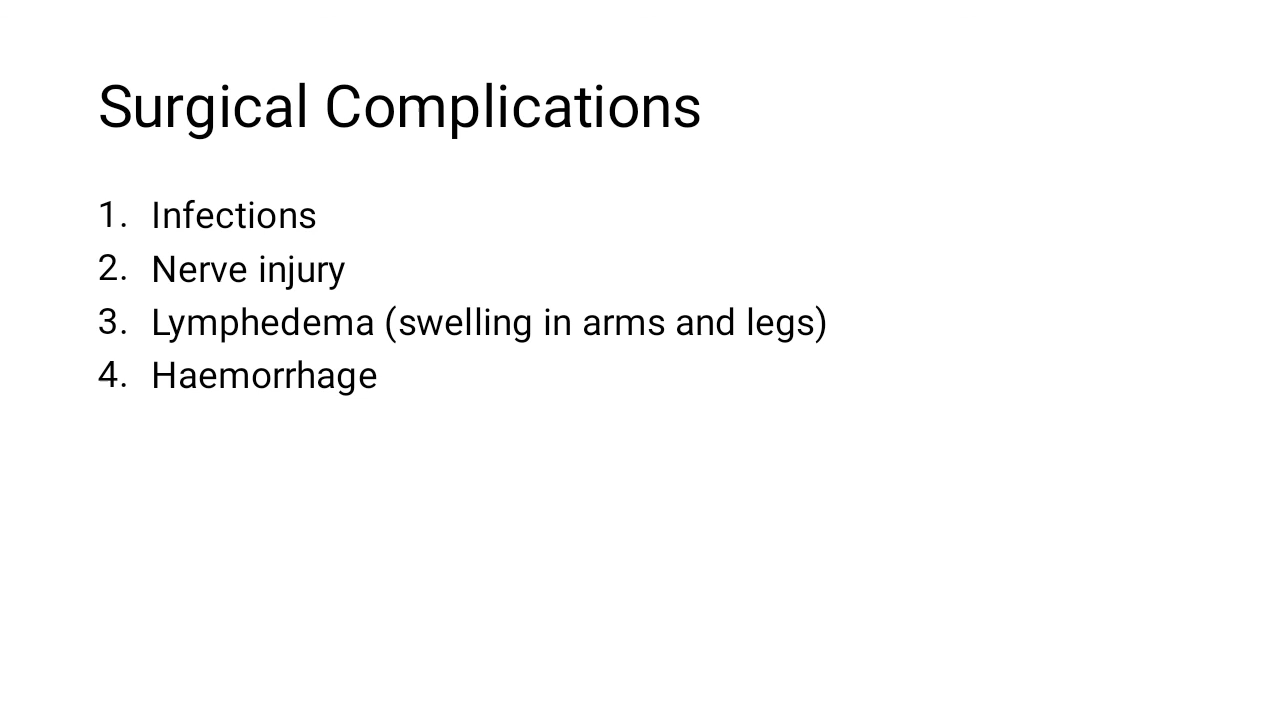 Surgical Complications
1. Infections
2. Nerve injury
3. Lymphedema (swelling in arms and legs)
4. Haemorrhage